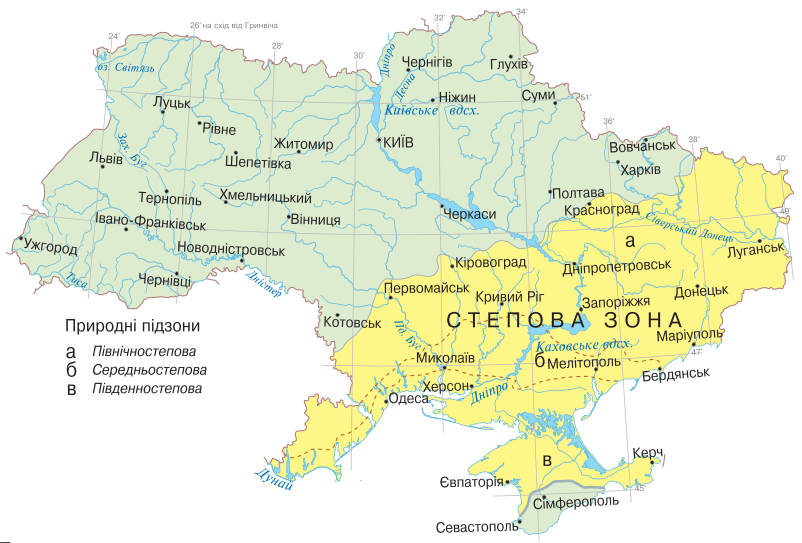 26° на схід від Гринвіча
24°
28°
30°
32°
34°
оз. Світязь
Дніпро
Десна
Чернігів
Глухів
Луцьк
Рівне
Ніжин
Суми
51°
Київське вдсх.
Зах. Буг
Житомир
КИЇВ
36°
Вовчанськ
38°
40°
Львів
Шепетівка
Харків
Тернопіль
Хмельницький
Полтава
Вінниця
Черкаси
Красноград
49°
Івано-Франківськ
Сіверський Донець
а
Ужгород
Новодністровськ
Луганськ
Тиса
Чернівці
Дністер
Кіровоград
Дніпропетровськ
Первомайськ
Кривий Ріг
Запоріжжя
Донецьк
Котовськ
СТЕПОВА ЗОНА
Пд. Буг
Каховське вдсх.
Маріуполь
47°
Природні підзони
а Північностепова
б Середньостепова
в Південностепова
Миколаїв
б
Мелітополь
Бердянськ
Херсон
Дніпро
Одеса
Дунай
в
Керч
Євпаторія
45°
Сімферополь
Севастополь